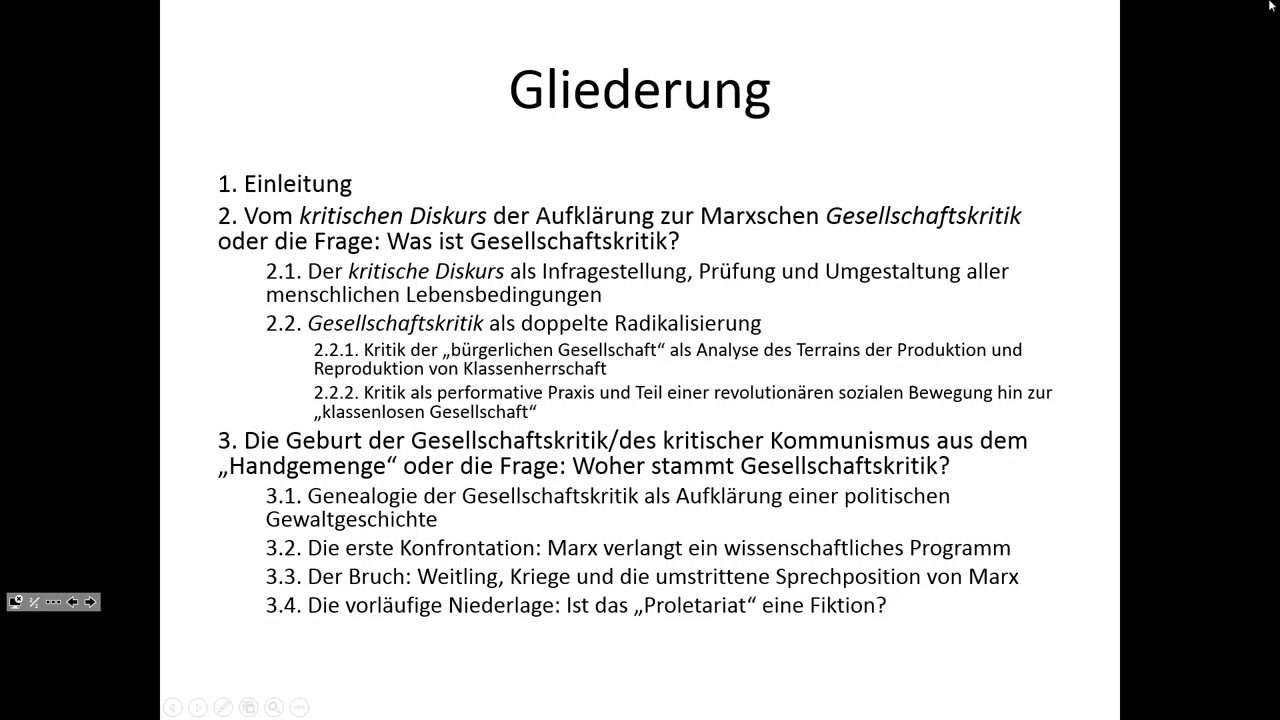 Gliederung
1. Einleitung
2. Vom kritischen Diskurs der Aufklärung zur Marxschen Gesellschaftskritik
oder die Frage: Was ist Gesellschaftskritik?
2.1. Der kritische Diskurs als Infragestellung, Prüfung und Umgestaltung aller
menschlichen Lebensbedingungen
2.2. Gesellschaftskritik als doppelte Radikalisierung
2.2.1. Kritik der „bürgerlichen Gesellschaft“ als Analyse des Terrains der Produktion und
Reproduktion von Klassenherrschaft
2.2.2. Kritik als performative Praxis und Teil einer revolutionären sozialen Bewegung hin zur
„klassenlosen Gesellschaft“
3. Die Geburt der Gesellschaftskritik/des kritischer Kommunismus aus dem
„Handgemenge“ oder die Frage: Woher stammt Gesellschaftskritik?
3.1. Genealogie der Gesellschaftskritik als Aufklärung einer politischen
Gewaltgeschichte
3.2. Die erste Konfrontation: Marx verlangt ein wissenschaftliches Programm
3.3. Der Bruch: Weitling, Kriege und die umstrittene Sprechposition von Marx
3.4. Die vorläufige Niederlage: Ist das „Proletariat“ eine Fiktion?